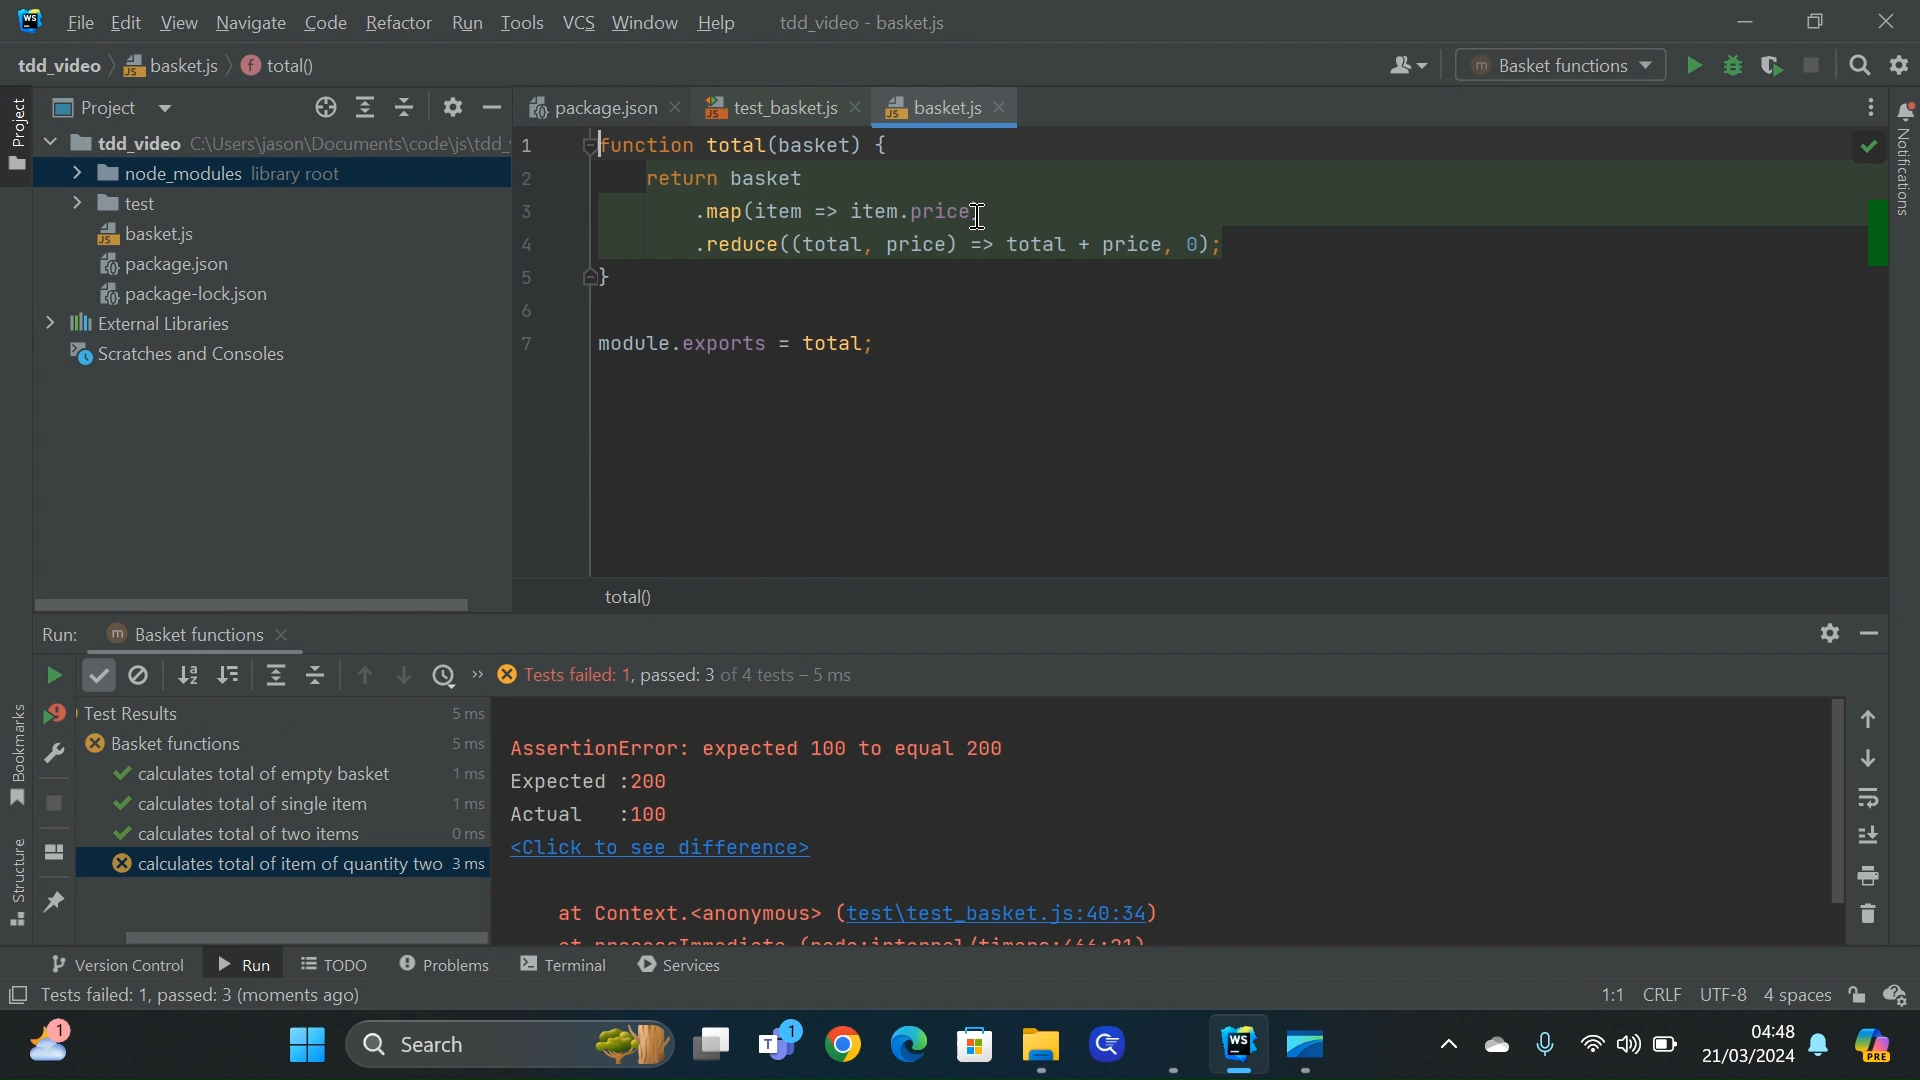 WS File Edit View Navigate Code Refactor Run Tools VCS Window Help tdd_video - basket.js
tdd_video basket.js f total() m Basket functions
Project
Project
package.json test_basket.js basket.js
tdd_video C:\Users\jason\Documents\code\js\tdd_
node_modules library root
test
basket.js
package.json
package-lock.json
External Libraries
Scratches and Consoles
1 function total(basket) {
2 return basket
3 .map(item => item.price)
4 .reduce((total, price) => total + price, 0);
5 }
6
7 module.exports = total;
total()
Notifications
Run: m Basket functions
Tests failed: 1, passed: 3 of 4 tests – 5 ms
Test Results 5 ms
Basket functions 5 ms
calculates total of empty basket 1 ms
calculates total of single item 1 ms
calculates total of two items 0 ms
calculates total of item of quantity two 3 ms
AssertionError: expected 100 to equal 200
Expected :200
Actual :100
<Click to see difference>
at Context.<anonymous> (test\test_basket.js:40:34)
Bookmarks
Structure
Version Control Run TODO Problems Terminal Services
Tests failed: 1, passed: 3 (moments ago) 1:1 CRLF UTF-8 4 spaces
1 Search T 1 WS 04:48
21/03/2024
PRE